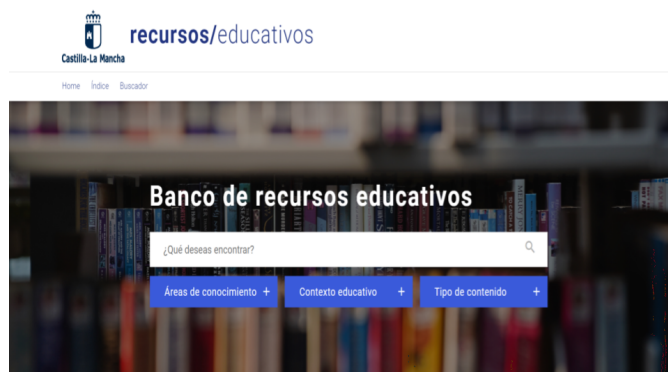 recursos/educativos
Castilla-La Mancha
Home Índice Buscador
Banco de recursos educativos
¿Qué deseas encontrar?
Áreas de conocimiento + Contexto educativo + Tipo de contenido +